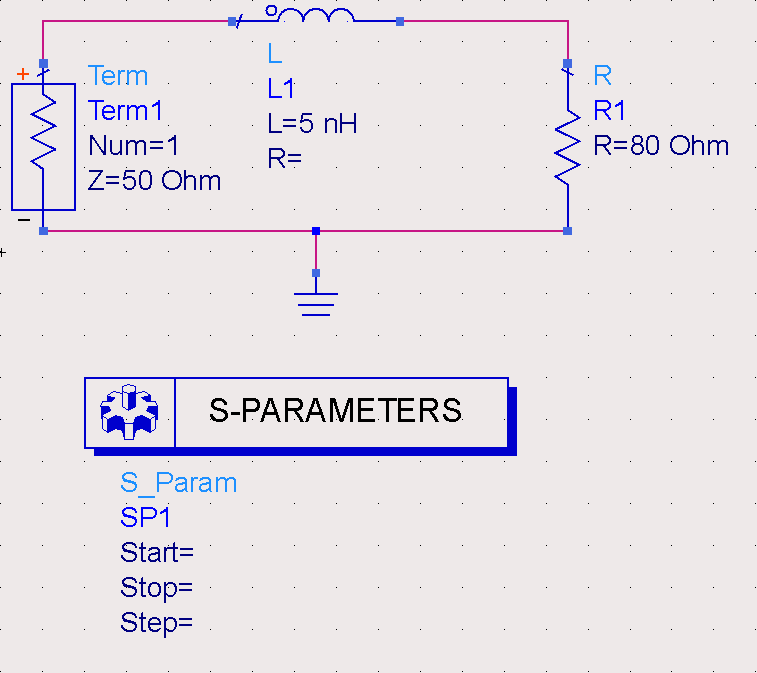 Term
Term1
Num=1
Z=50 Ohm
L
L1
L=5 nH
R=
R
R1
R=80 Ohm
S-PARAMETERS
S_Param
SP1
Start=
Stop=
Step=